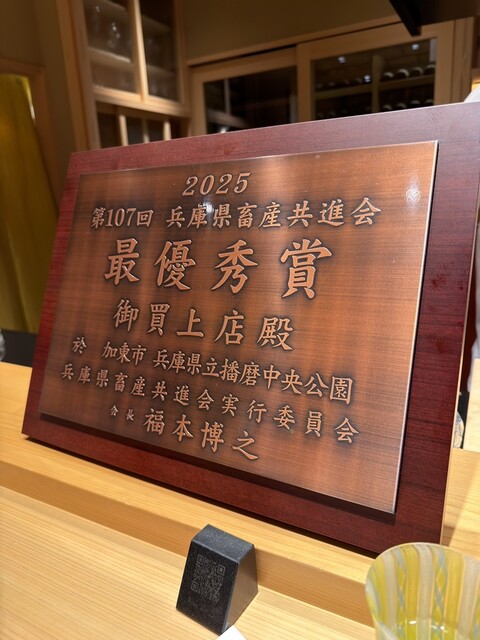 2025
第107回 兵庫県畜産共進会
最優秀賞
御買上店殿
於 加東市 兵庫県立播磨中央公園
兵庫県畜産共進会実行委員会
会長 福本博之